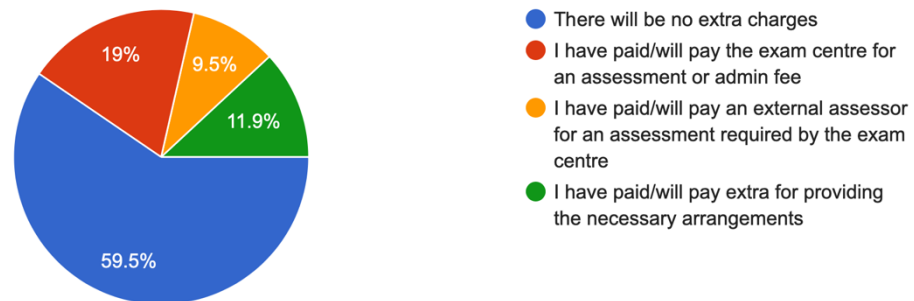 There will be no extra charges
I have paid/will pay the exam centre for
an assessment or admin fee
I have paid/will pay an external assessor
for an assessment required by the exam
centre
I have paid/will pay extra for providing
the necessary arrangements
19%
9.5%
11.9%
59.5%